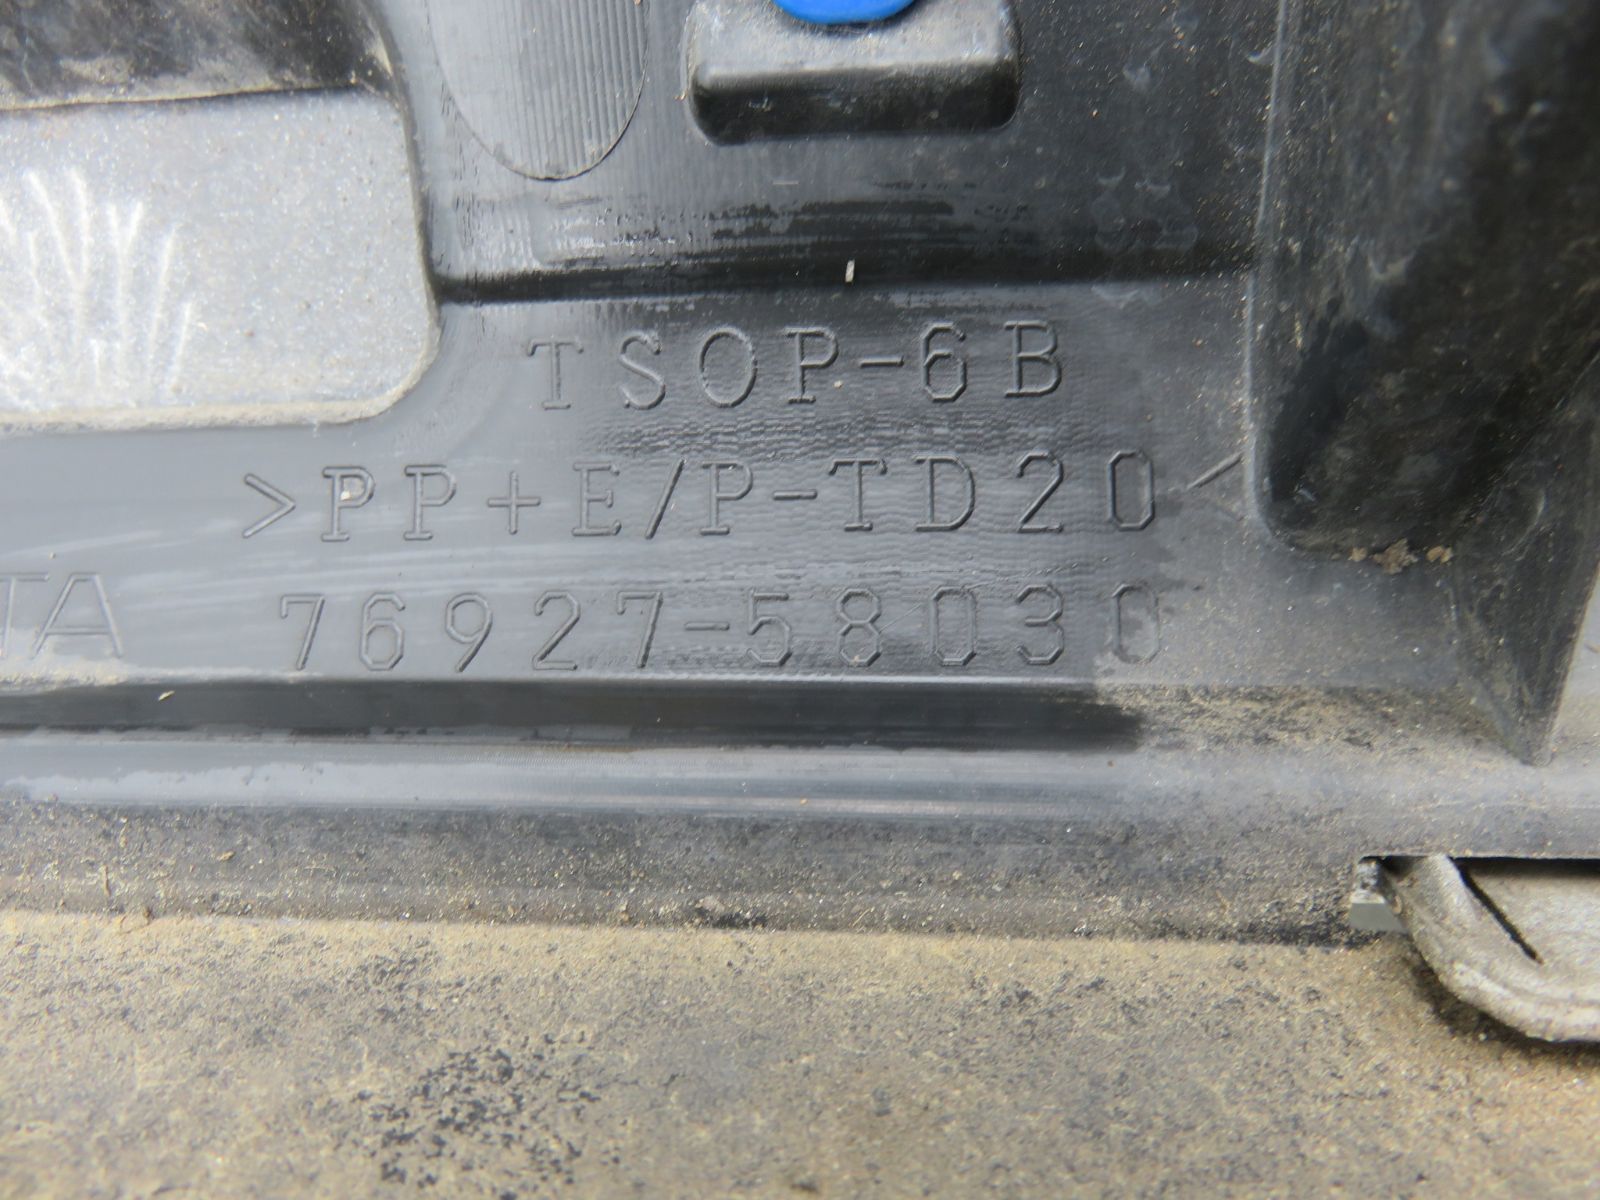 TSOP-6B
>PP+E/P-TD20<
TA 76927-58030